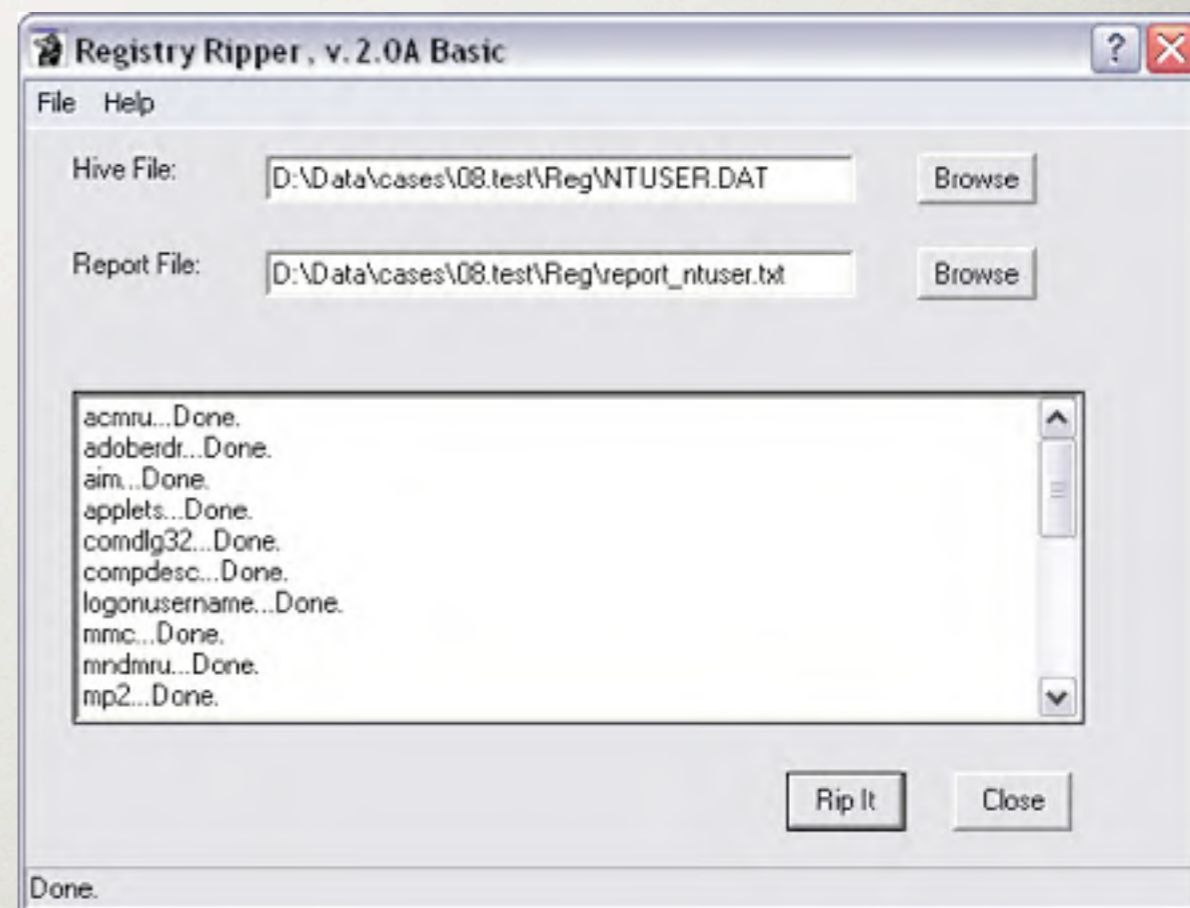 Registry Ripper, v. 2.0A Basic
File Help
Hive File: D:\Data\cases\08.test\Reg\NTUSER.DAT Browse
Report File: D:\Data\cases\08.test\Reg\report_ntuser.txt Browse
acmru...Done.
adoberdr...Done.
aim...Done.
applets...Done.
comdlg32...Done.
compdesc...Done.
logonusername...Done.
mmc...Done.
mndmru...Done.
mp2...Done.
Rip It Close
Done.